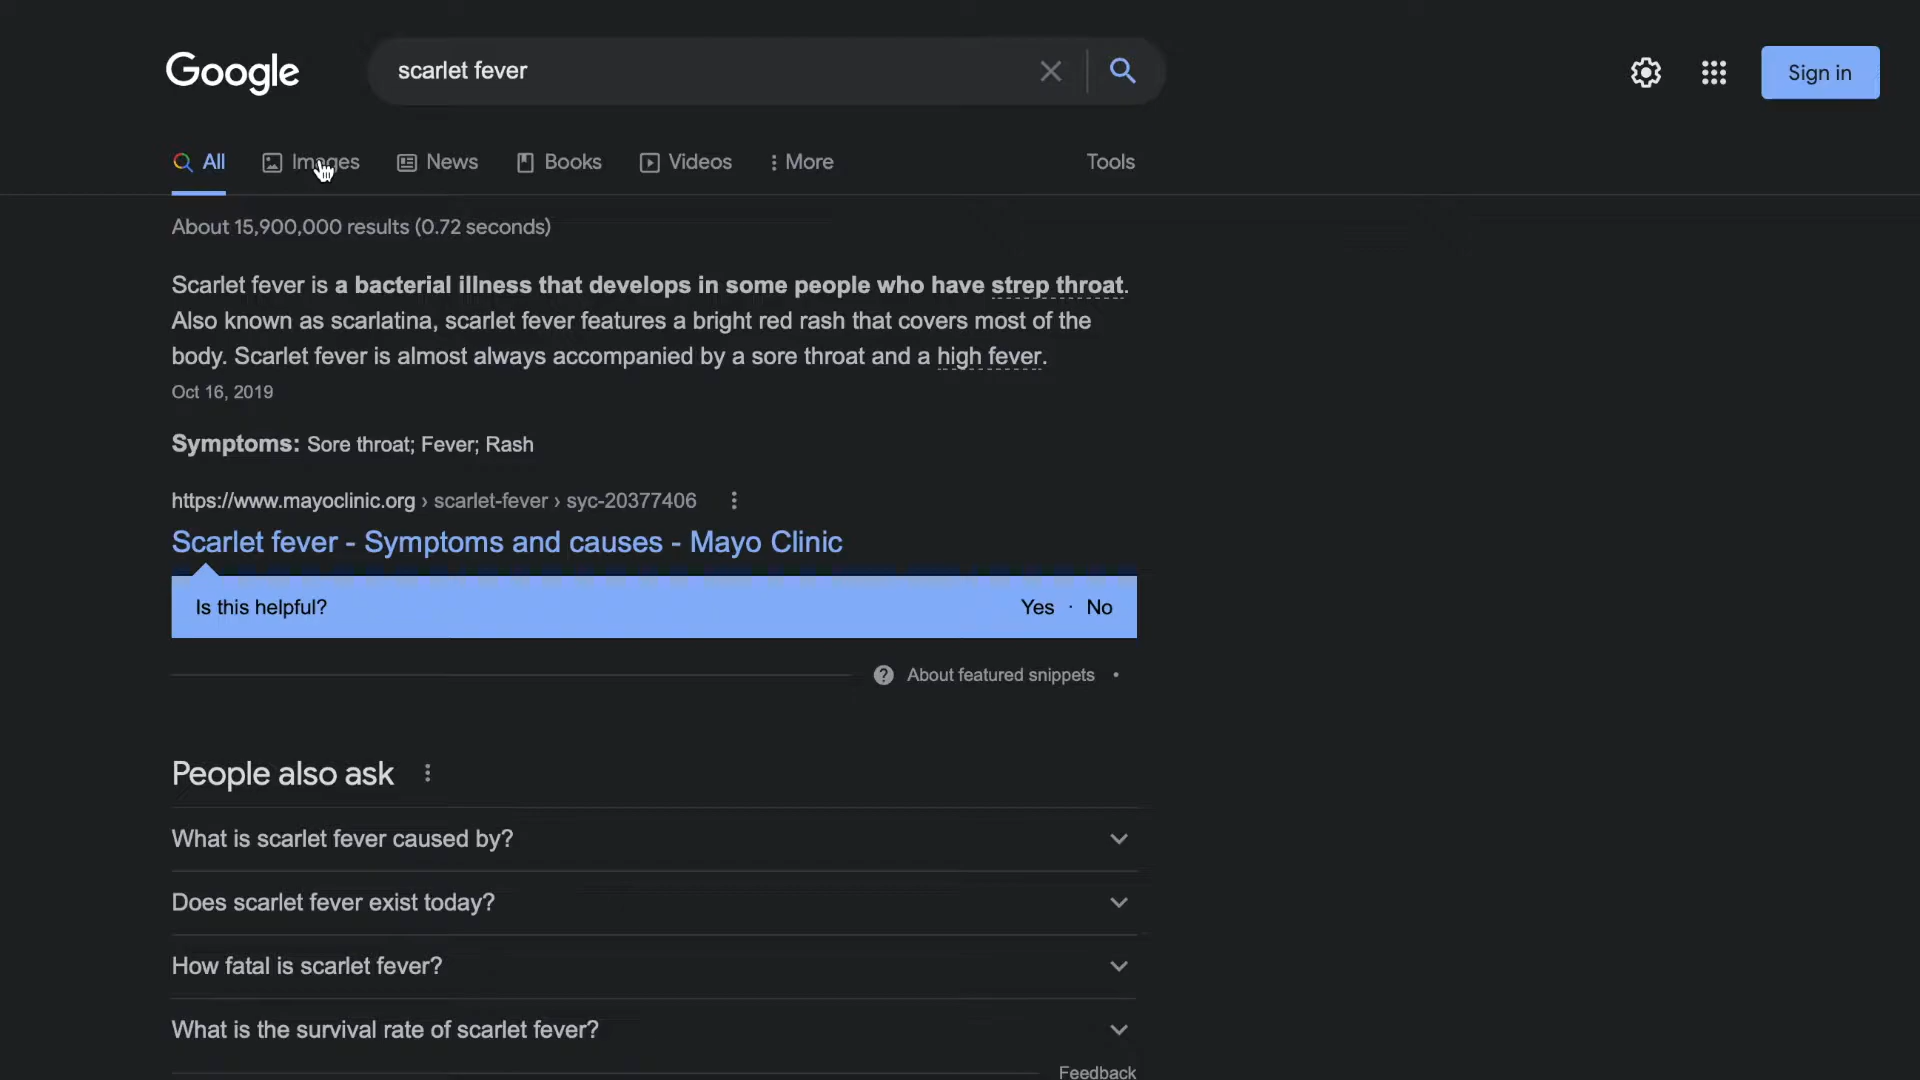 Google
scarlet fever
Sign in
All Images News Books Videos More Tools
About 15,900,000 results (0.72 seconds)
Scarlet fever is a bacterial illness that develops in some people who have strep throat.
Also known as scarlatina, scarlet fever features a bright red rash that covers most of the
body. Scarlet fever is almost always accompanied by a sore throat and a high fever.
Oct 16, 2019
Symptoms: Sore throat; Fever; Rash
https://www.mayoclinic.org › scarlet-fever › syc-20377406
Scarlet fever - Symptoms and causes - Mayo Clinic
Is this helpful? Yes · No
About featured snippets •
People also ask
What is scarlet fever caused by?
Does scarlet fever exist today?
How fatal is scarlet fever?
What is the survival rate of scarlet fever?
Feedback